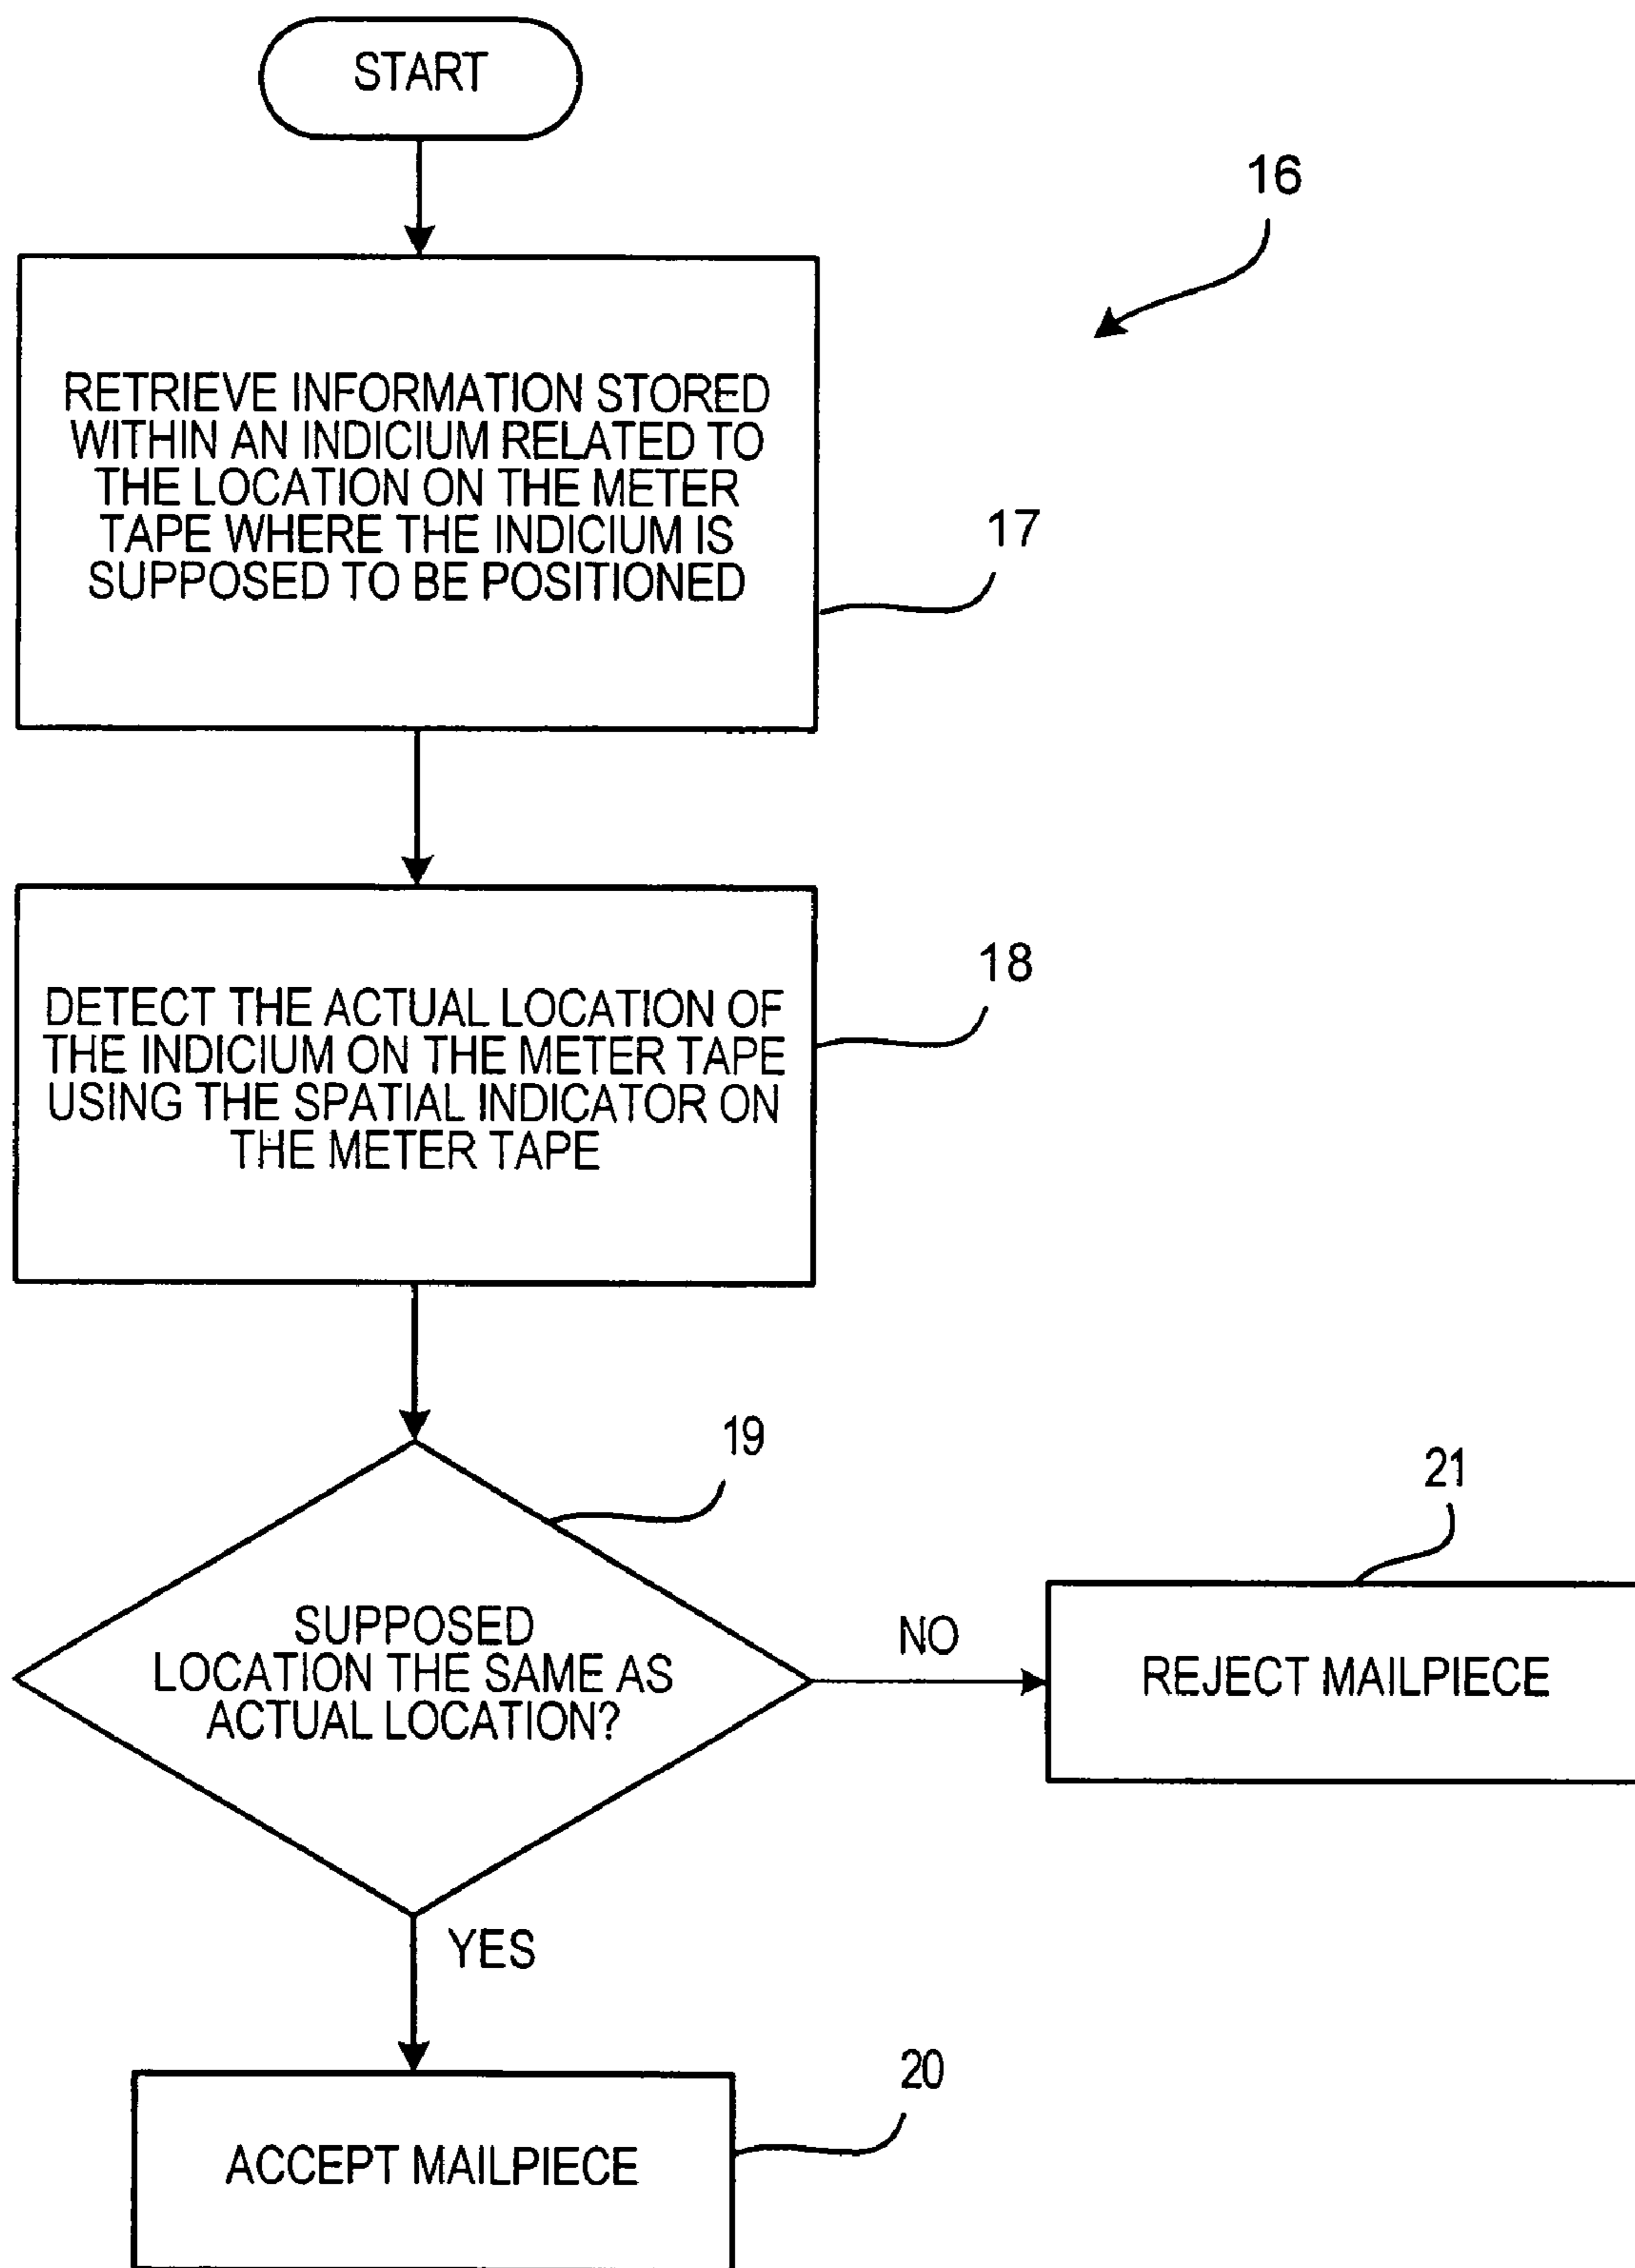 START
16
RETRIEVE INFORMATION STORED
WITHIN AN INDICIUM RELATED TO
THE LOCATION ON THE METER
TAPE WHERE THE INDICIUM IS
SUPPOSED TO BE POSITIONED
17
DETECT THE ACTUAL LOCATION OF
THE INDICIUM ON THE METER TAPE
USING THE SPATIAL INDICATOR ON
THE METER TAPE
18
19
SUPPOSED
LOCATION THE SAME AS
ACTUAL LOCATION?
NO
21
REJECT MAILPIECE
YES
20
ACCEPT MAILPIECE